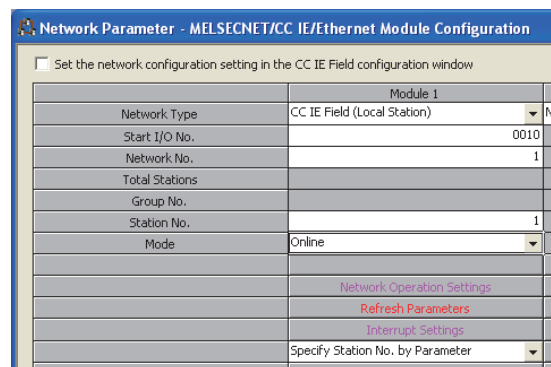 Network Parameter - MELSECNET/CC IE/Ethernet Module Configuration
Set the network configuration setting in the CC IE Field configuration window
Module 1
Network Type CC IE Field (Local Station)
Start I/O No. 0010
Network No. 1
Total Stations
Group No.
Station No. 1
Mode Online
Network Operation Settings
Refresh Parameters
Interrupt Settings
Specify Station No. by Parameter